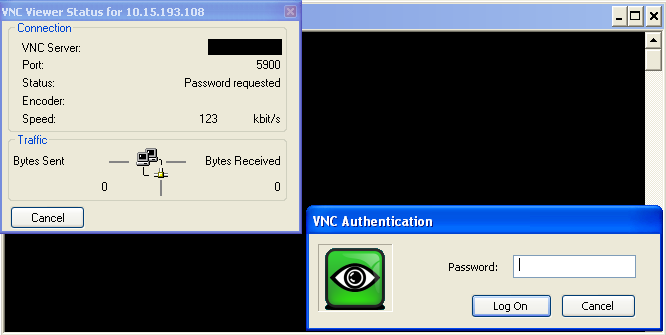 VNC Viewer Status for 10.15.193.108
Connection
VNC Server:
Port: 5900
Status: Password requested
Encoder:
Speed: 123 kbit/s
Traffic
Bytes Sent Bytes Received
0 0
Cancel
VNC Authentication
Password:
Log On Cancel